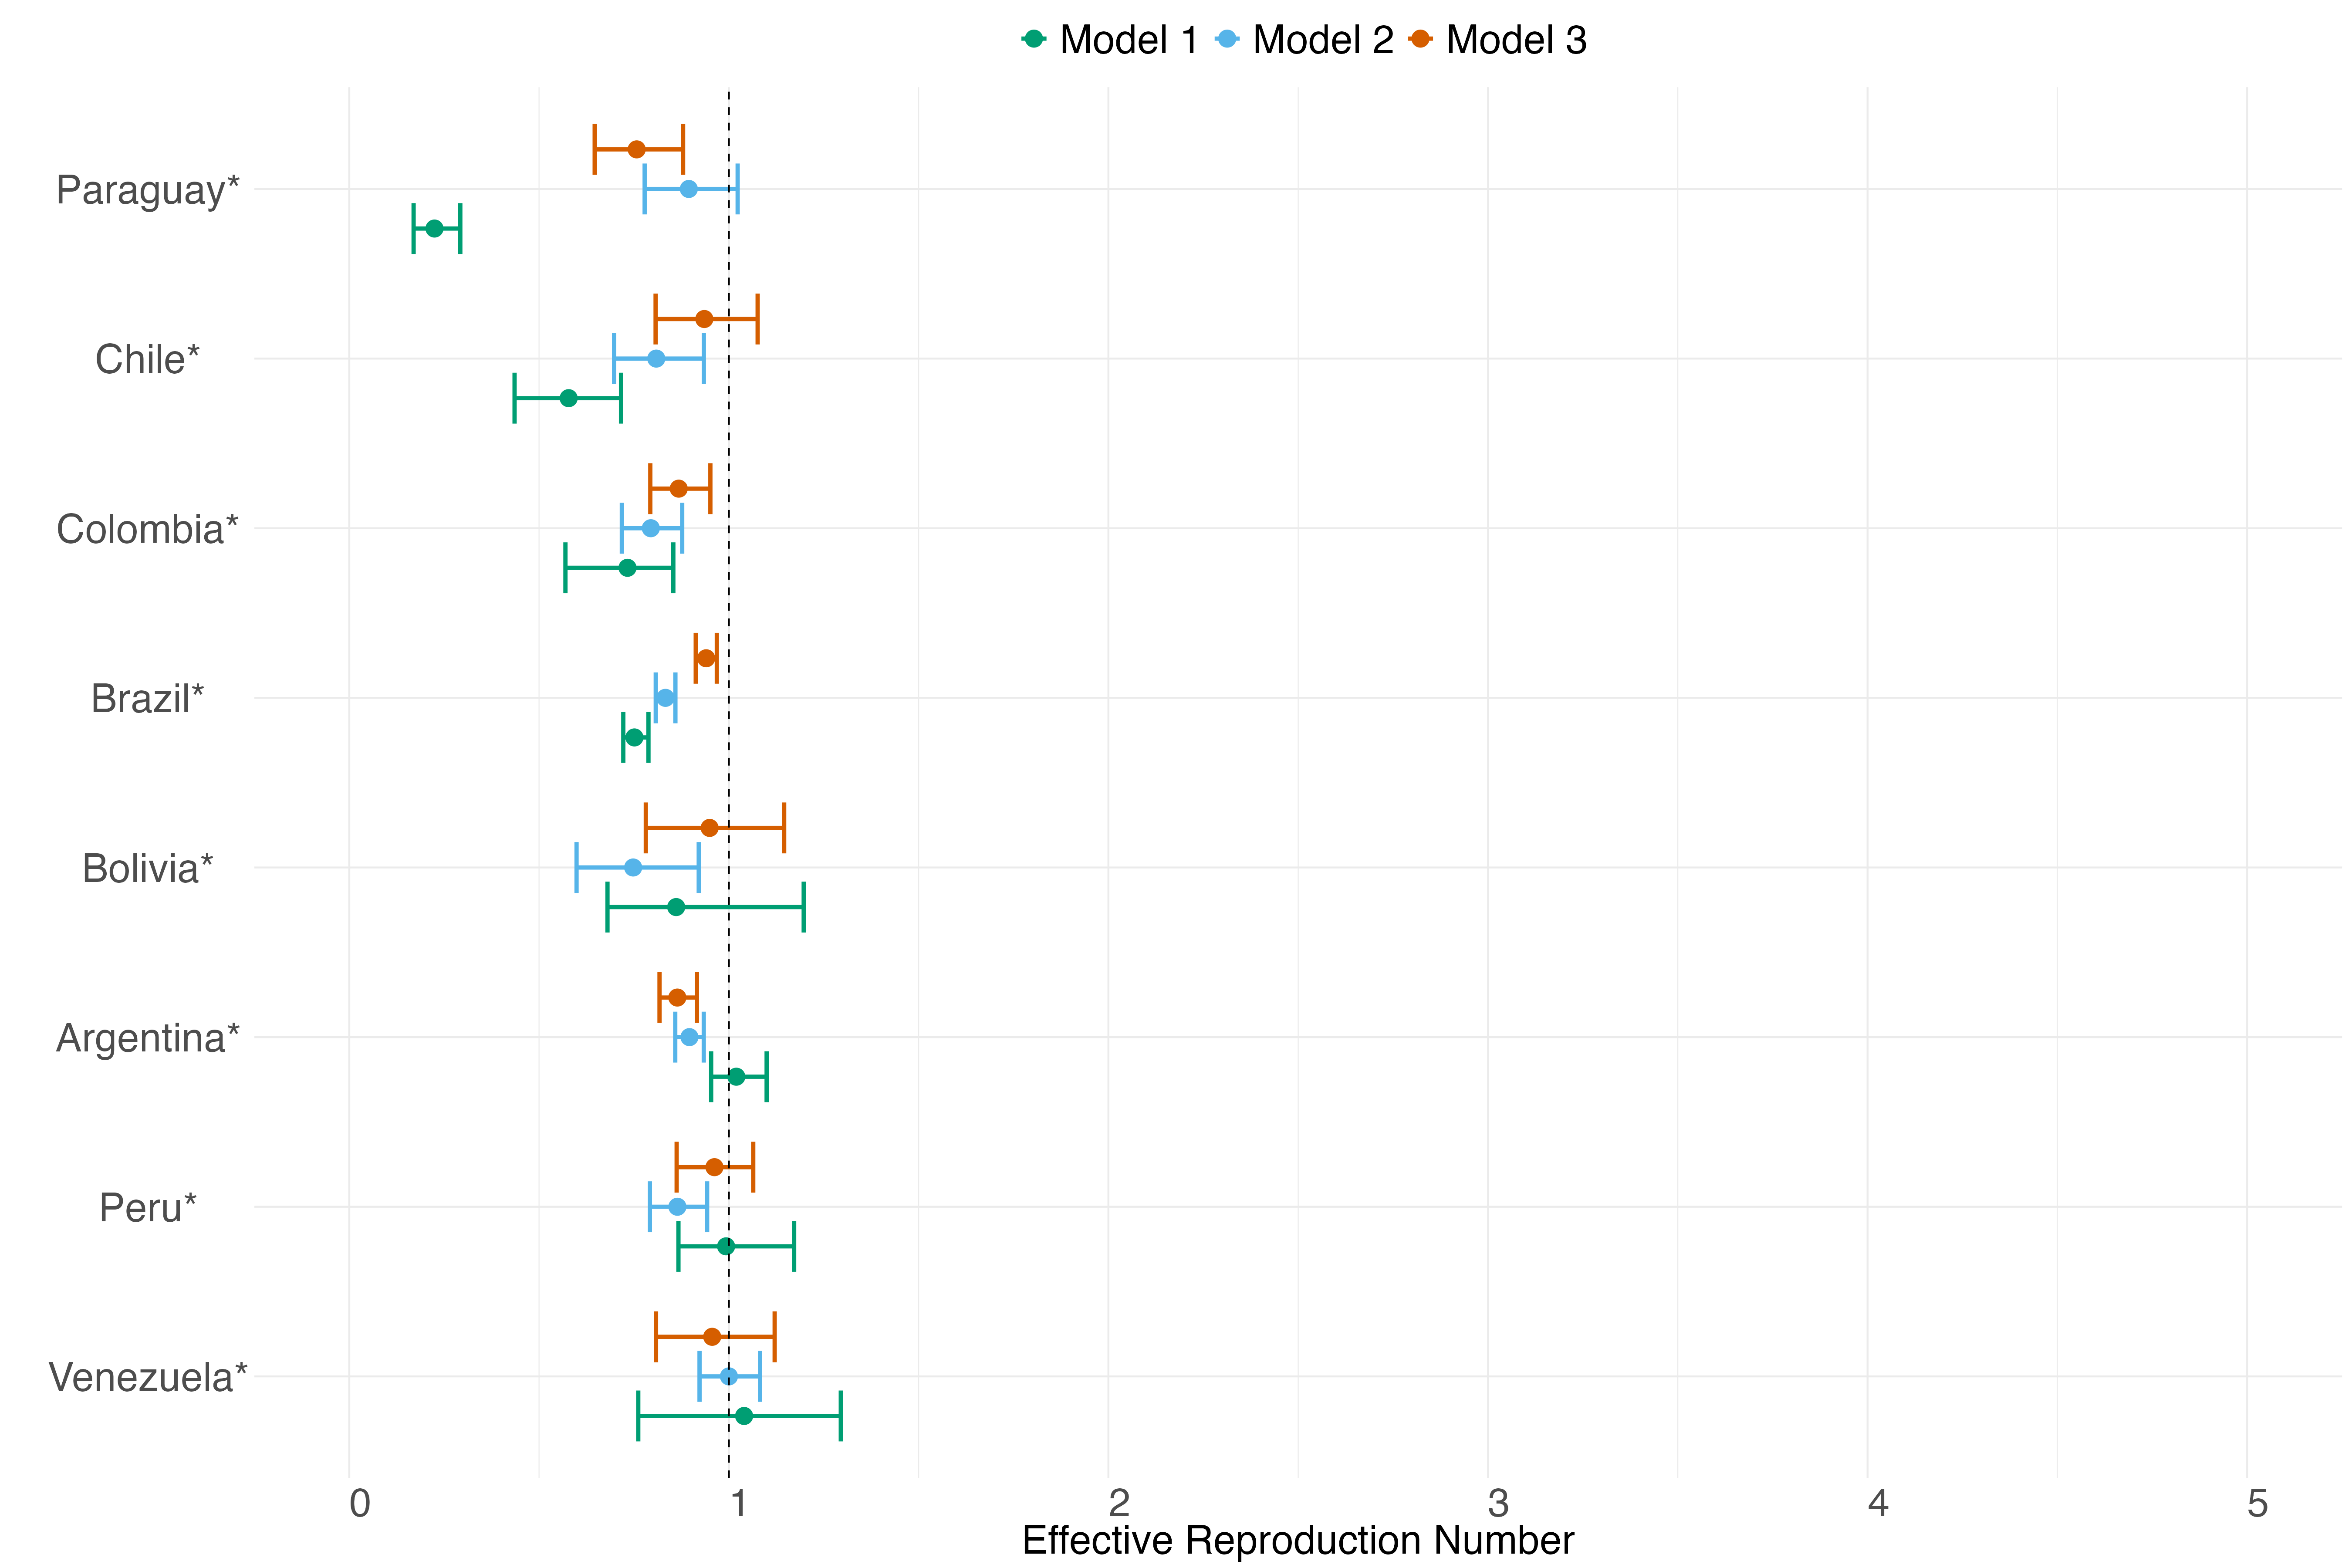 Model 1 Model 2 Model 3
Paraguay*
Chile*
Colombia*
Brazil*
Bolivia*
Argentina*
Peru*
Venezuela*
0 1 2 3 4 5
Effective Reproduction Number